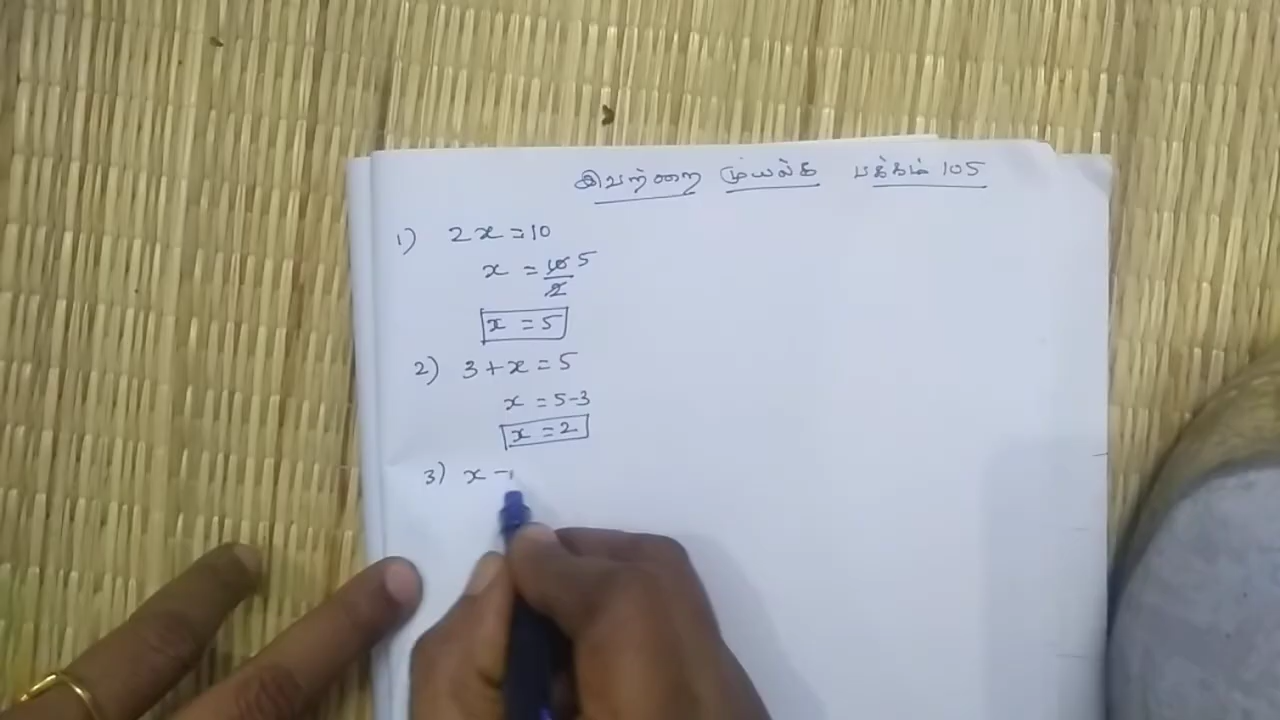 இவற்றை முயல்க பக்கம் 105
1) 2x = 10
x = 10/2 5
x = 5
2) 3 + x = 5
x = 5-3
x = 2
3) x -